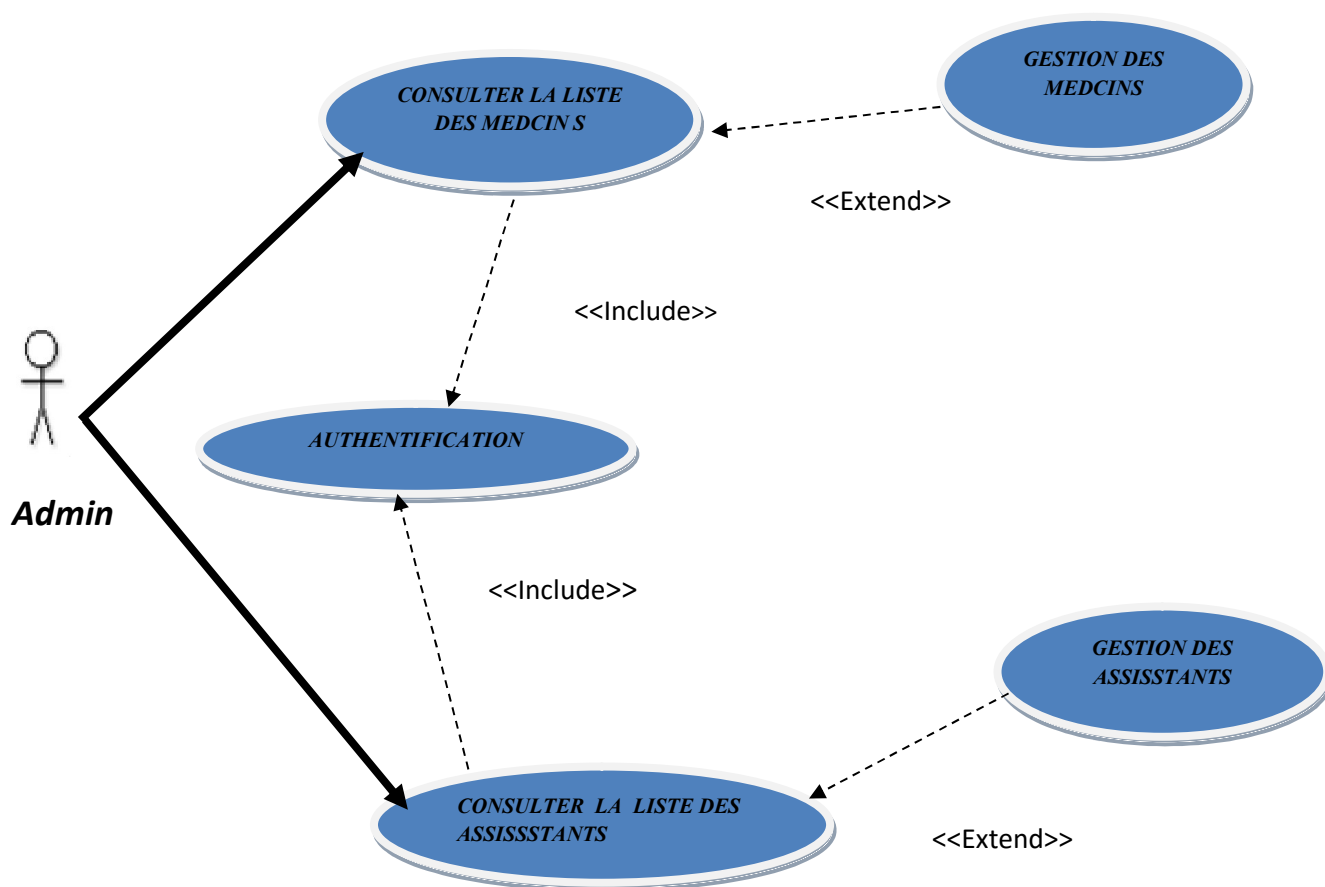 GESTION DES
MEDCINS
CONSULTER LA LISTE
DES MEDCIN S
<<Extend>>
<<Include>>
AUTHENTIFICATION
Admin
<<Include>>
GESTION DES
ASSISSTANTS
CONSULTER LA LISTE DES
ASSISSSTANTS
<<Extend>>